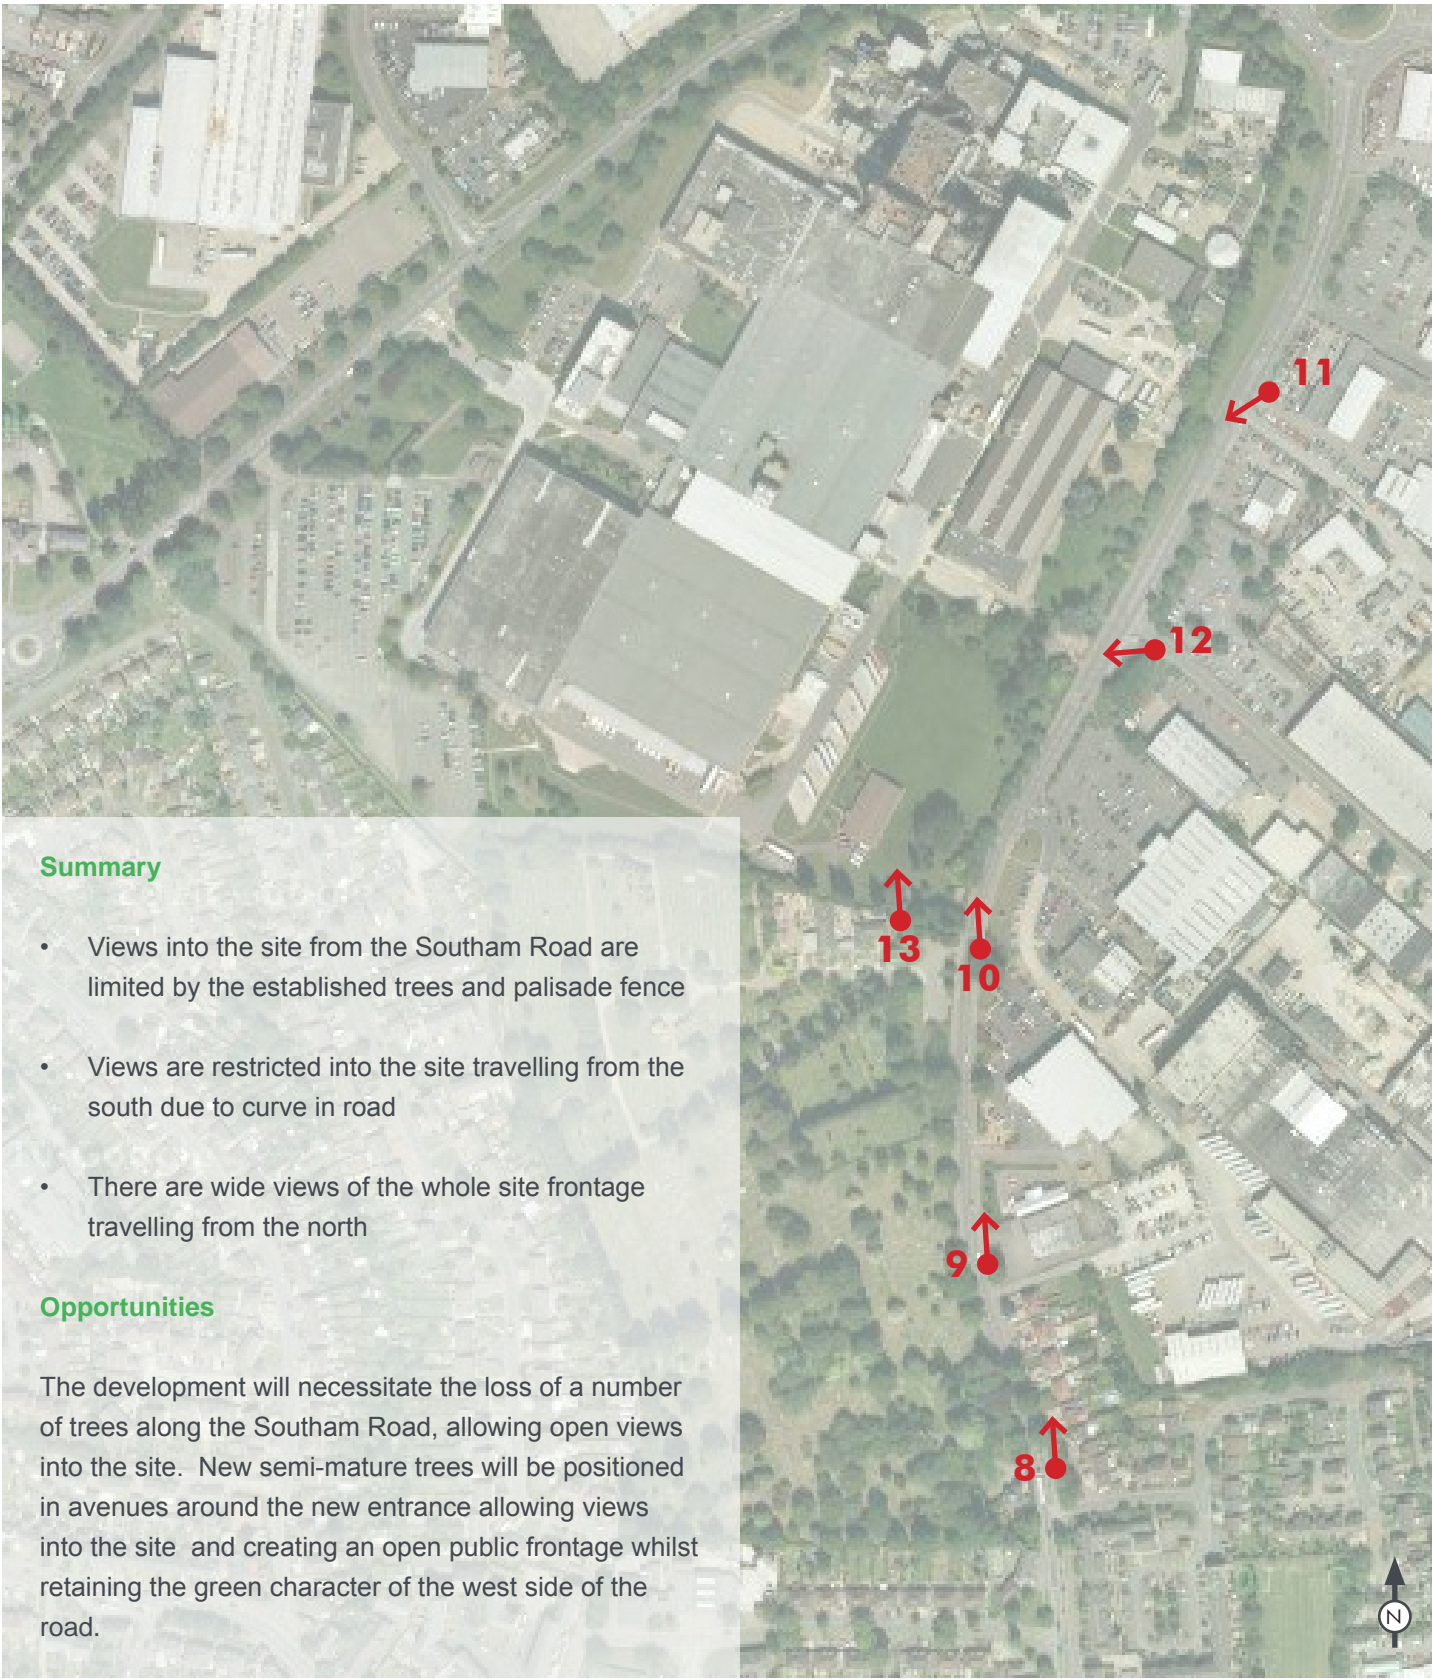 11
12
13
10
9
8
Summary
• Views into the site from the Southam Road are
limited by the established trees and palisade fence
• Views are restricted into the site travelling from the
south due to curve in road
• There are wide views of the whole site frontage
travelling from the north
Opportunities
The development will necessitate the loss of a number
of trees along the Southam Road, allowing open views
into the site.  New semi-mature trees will be positioned
in avenues around the new entrance allowing views
into the site  and creating an open public frontage whilst
retaining the green character of the west side of the
road.
N